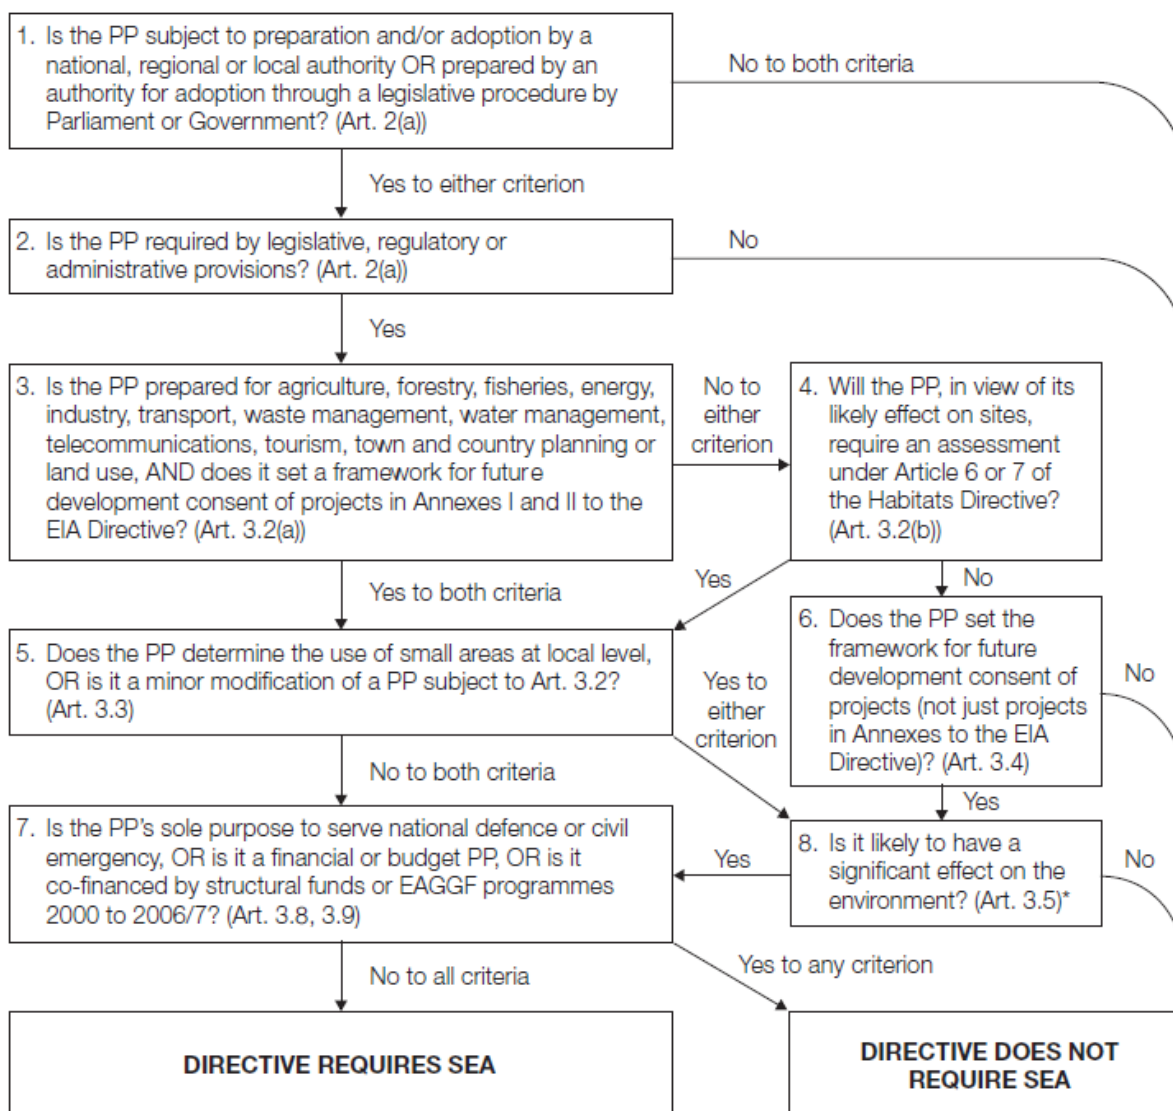 1. Is the PP subject to preparation and/or adoption by a
national, regional or local authority OR prepared by an
authority for adoption through a legislative procedure by
Parliament or Government? (Art. 2(a))
No to both criteria
Yes to either criterion
2. Is the PP required by legislative, regulatory or
administrative provisions? (Art. 2(a))
No
Yes
3. Is the PP prepared for agriculture, forestry, fisheries, energy,
industry, transport, waste management, water management,
telecommunications, tourism, town and country planning or
land use, AND does it set a framework for future
development consent of projects in Annexes I and II to the
EIA Directive? (Art. 3.2(a))
No to
either
criterion
4. Will the PP, in view of its
likely effect on sites,
require an assessment
under Article 6 or 7 of
the Habitats Directive?
(Art. 3.2(b))
Yes to both criteria
Yes
No
5. Does the PP determine the use of small areas at local level,
OR is it a minor modification of a PP subject to Art. 3.2?
(Art. 3.3)
Yes to
either
criterion
6. Does the PP set the
framework for future
development consent of
projects (not just projects
in Annexes to the EIA
Directive)? (Art. 3.4)
No
No to both criteria
Yes
7. Is the PP's sole purpose to serve national defence or civil
emergency, OR is it a financial or budget PP, OR is it
co-financed by structural funds or EAGGF programmes
2000 to 2006/7? (Art. 3.8, 3.9)
Yes
8. Is it likely to have a
significant effect on the
environment? (Art. 3.5)*
No
No to all criteria
Yes to any criterion
DIRECTIVE REQUIRES SEA
DIRECTIVE DOES NOT
REQUIRE SEA